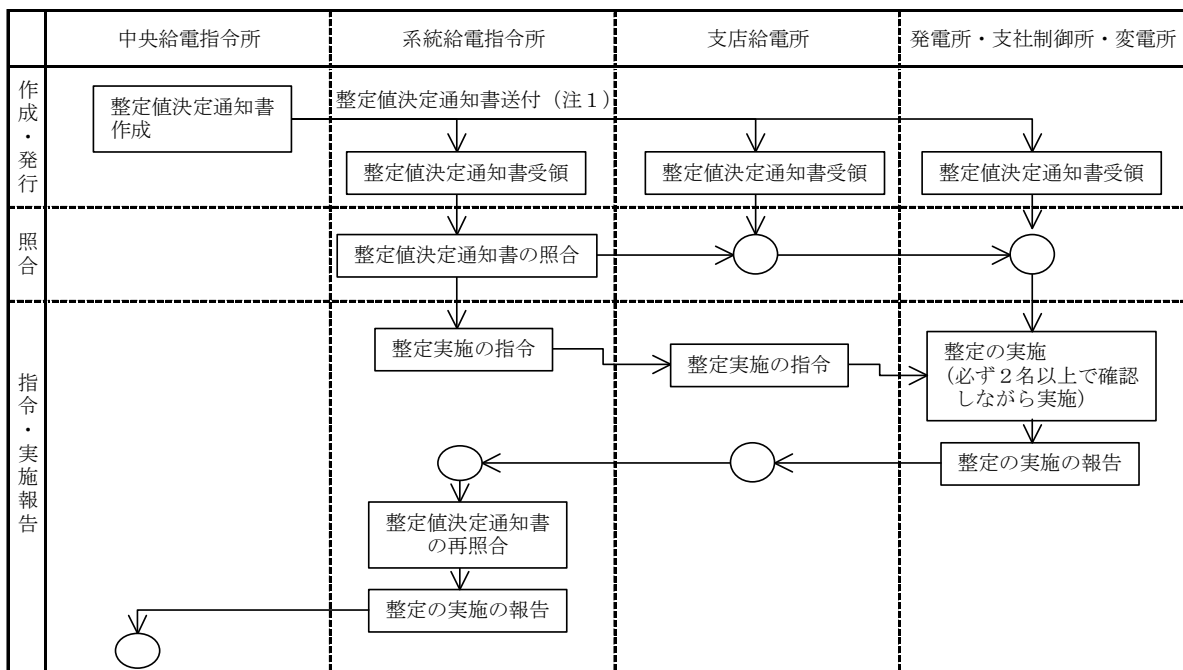 中央給電指令所
系統給電指令所
支店給電所
発電所・支社制御所・変電所
作成・発行
整定値決定通知書
作成
整定値決定通知書送付（注１）
整定値決定通知書受領
整定値決定通知書受領
整定値決定通知書受領
照合
整定値決定通知書の照合
指令・実施報告
整定実施の指令
整定実施の指令
整定の実施
（必ず２名以上で確認
しながら実施）
整定の実施の報告
整定値決定通知書
の再照合
整定の実施の報告